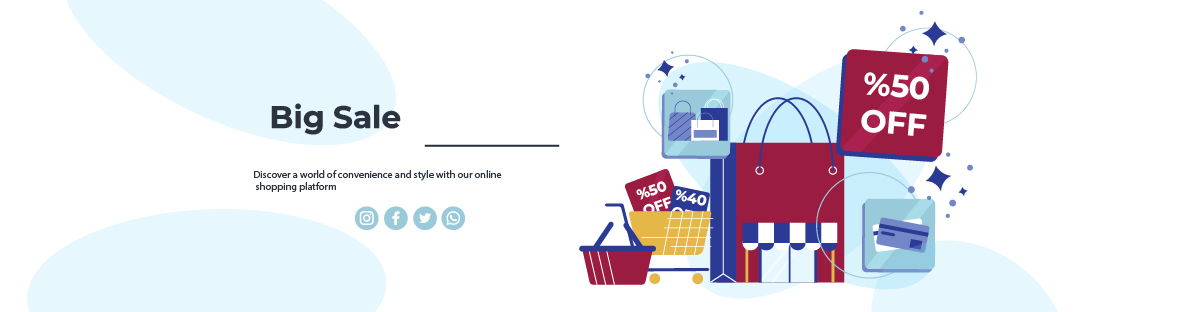 Big Sale
Discover a world of convenience and style with our online
shopping platform
%50
OFF
%50
OFF
%40